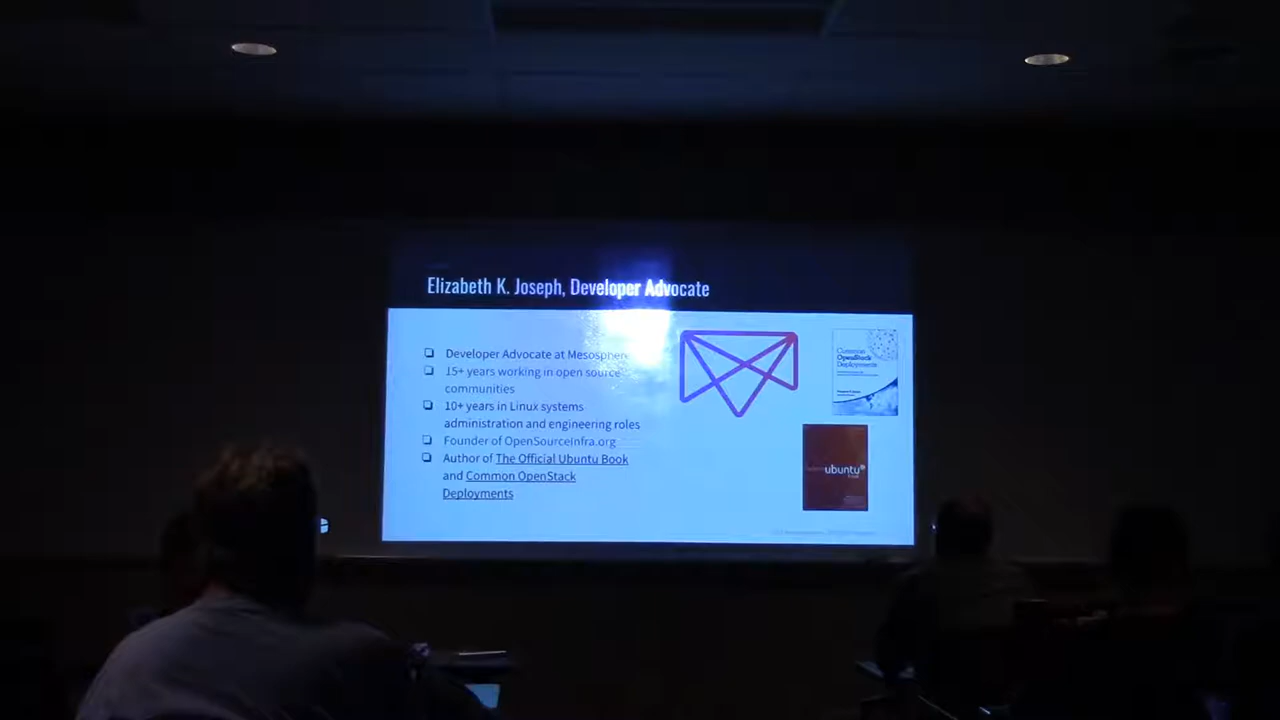 Elizabeth K. Joseph, Developer Advocate
Developer Advocate at Mesosphere
15+ years working in open source
communities
10+ years in Linux systems
administration and engineering roles
Founder of OpenSourceInfra.org
Author of The Official Ubuntu Book
and Common OpenStack
Deployments
Common
OpenStack
Deployments
ubuntu